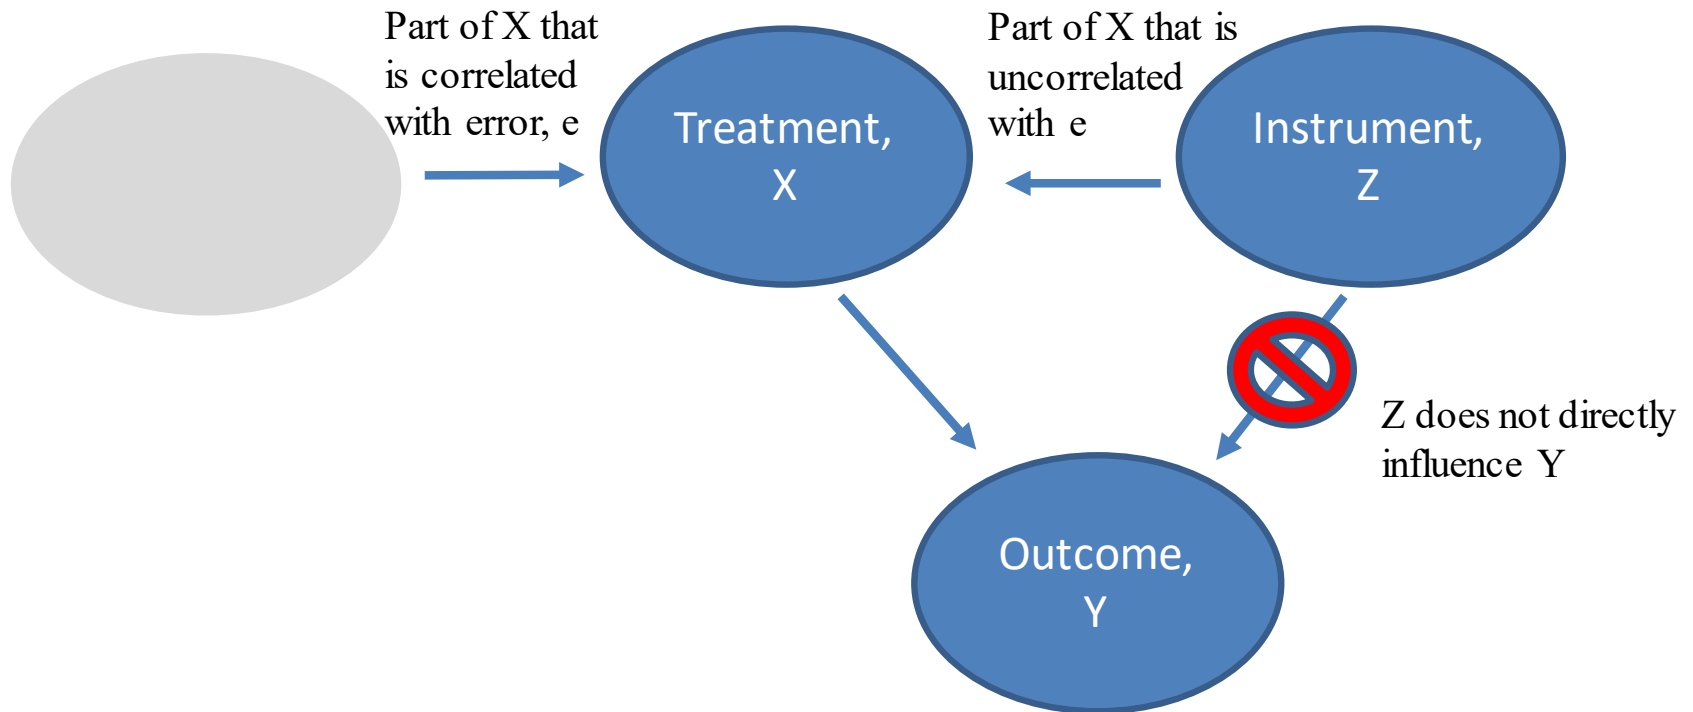 Part of X that
is correlated
with error, e
Treatment,
X
Part of X that is
uncorrelated
with e
Instrument,
Z
Z does not directly
influence Y
Outcome,
Y